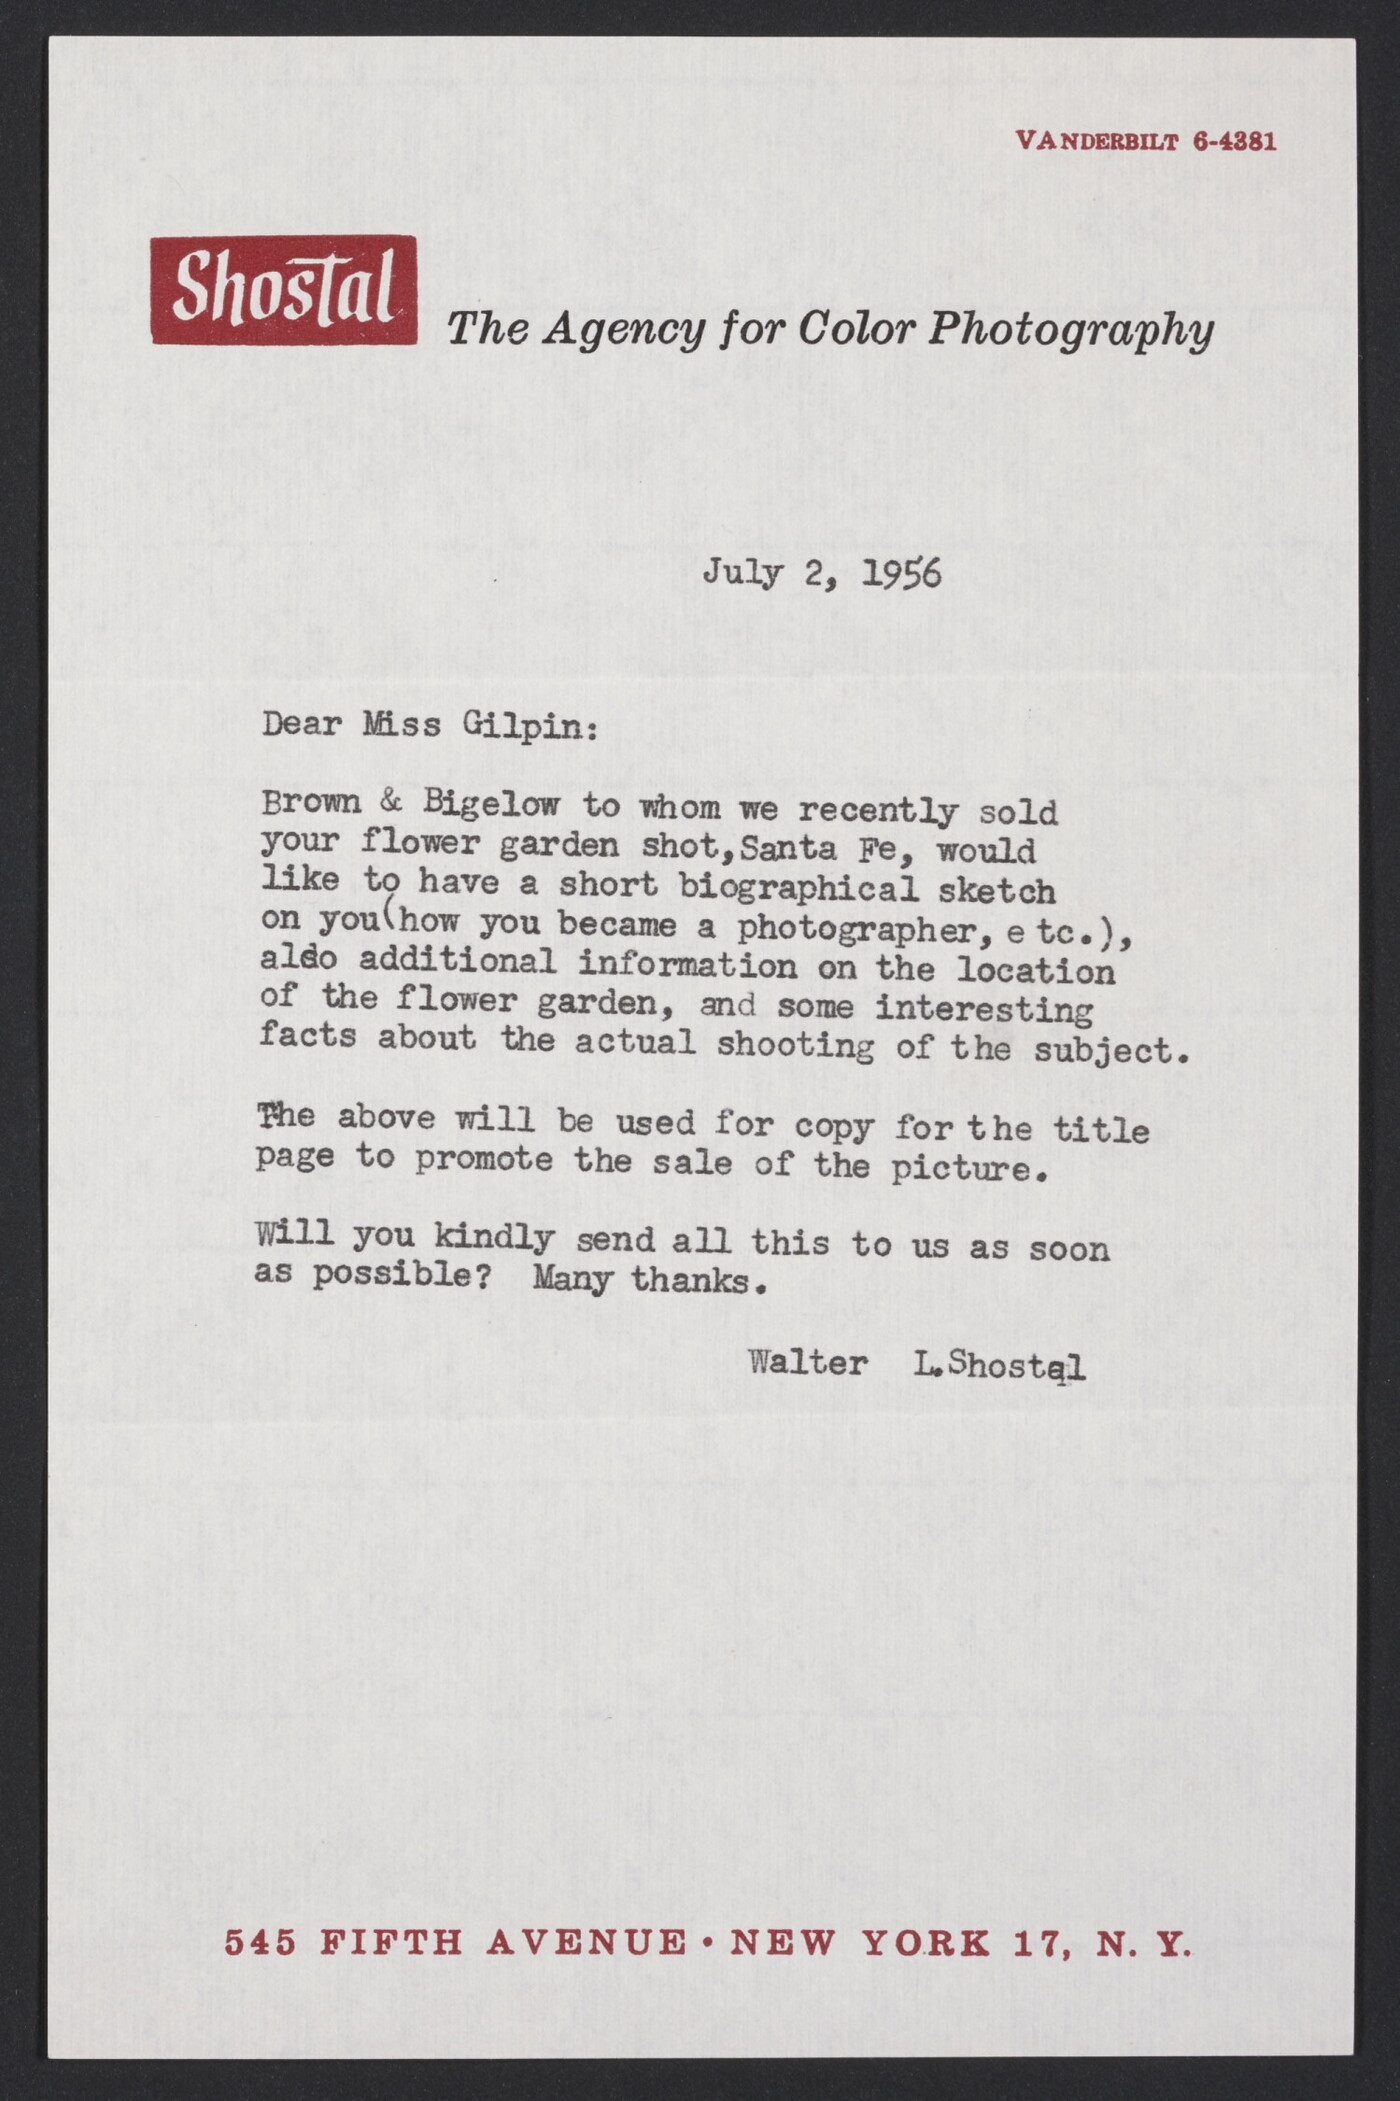 VANDERBILT 6-4381
Shostal
The Agency for Color Photography
July 2, 1956
Dear Miss Gilpin:
Brown & Bigelow to whom we recently sold
your flower garden shot,Santa Fe, would
like to have a short biographical sketch
on you(how you became a photographer, e tc.),
also additional information on the location
of the flower garden, and some interesting
facts about the actual shooting of the subject.
The above will be used for copy for the title
page to promote the sale of the picture.
Will you kindly send all this to us as soon
as possible? Many thanks.
Walter L.Shostal
545 FIFTH AVENUE • NEW YORK 17, N. Y.